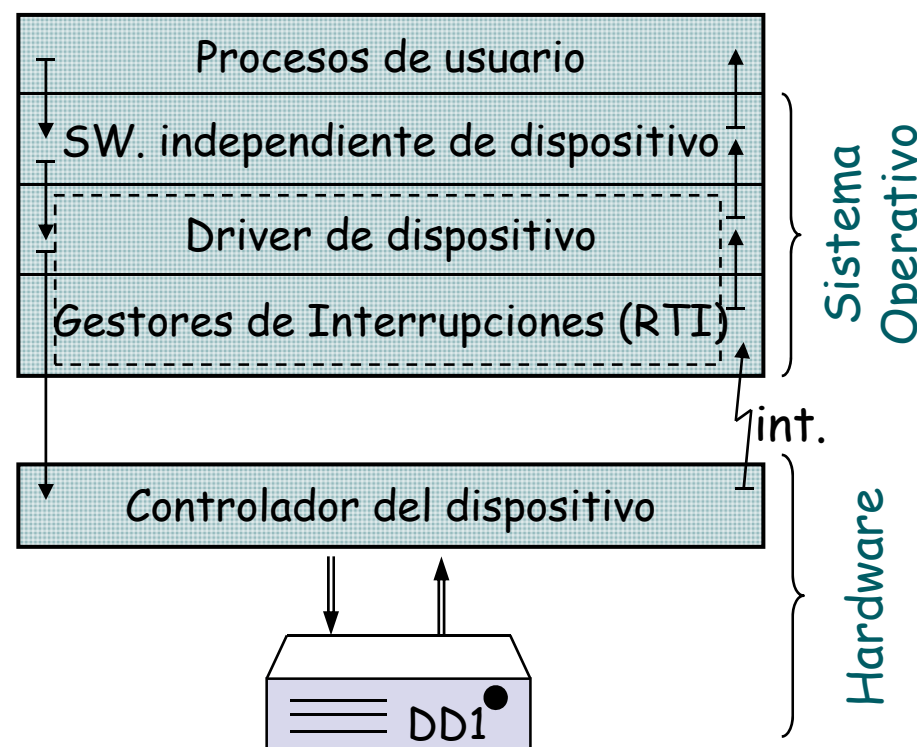 Procesos de usuario
SW. independiente de dispositivo
Driver de dispositivo
Gestores de Interrupciones (RTI)
Sistema
Operativo
int.
Controlador del dispositivo
Hardware
DD1